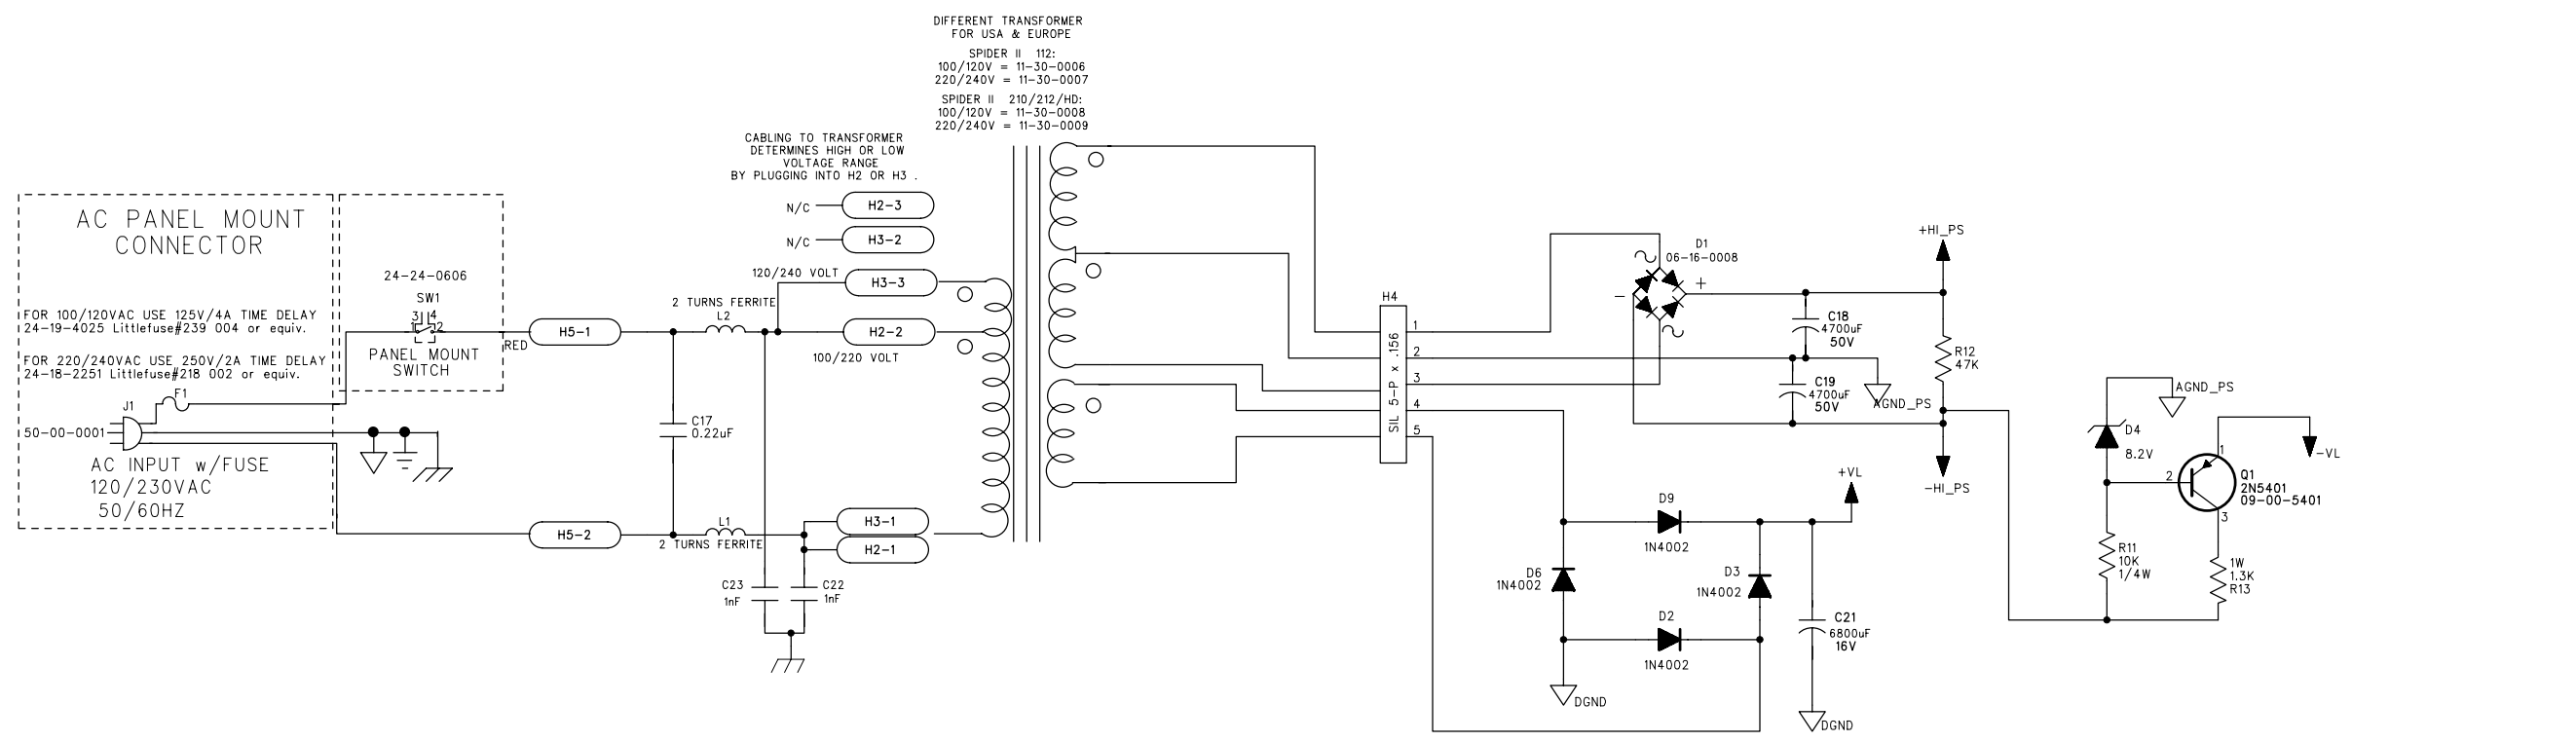 DIFFERENT TRANSFORMER
FOR USA & EUROPE
SPIDER II 112:
100/120V = 11-30-0006
220/240V = 11-30-0007
SPIDER II 210/212/HD:
100/120V = 11-30-0008
220/240V = 11-30-0009
CABLING TO TRANSFORMER
DETERMINES HIGH OR LOW
VOLTAGE RANGE
BY PLUGGING INTO H2 OR H3 .
N/C
H2-3
N/C
H3-2
120/240 VOLT
H3-3
H2-2
100/220 VOLT
AC PANEL MOUNT
CONNECTOR
FOR 100/120VAC USE 125V/4A TIME DELAY
24-19-4025 Littlefuse#239 004 or equiv.
FOR 220/240VAC USE 250V/2A TIME DELAY
24-18-2251 Littlefuse#218 002 or equiv.
F1
J1
50-00-0001
AC INPUT w/FUSE
120/230VAC
50/60HZ
24-24-0606
SW1
3 4
1 2
PANEL MOUNT
SWITCH
RED
H5-1
H5-2
2 TURNS FERRITE
L2
C17
0.22uF
L1
2 TURNS FERRITE
H3-1
H2-1
C23
1nF
C22
1nF
H4
SIL 5-P x .156
1
2
3
4
5
D1
06-16-0008
-
+
C18
4700uF
50V
C19
4700uF
50V
AGND_PS
+HI_PS
R12
47K
-HI_PS
D9
1N4002
D6
1N4002
D3
1N4002
D2
1N4002
+VL
C21
6800uF
16V
DGND
DGND
AGND_PS
D4
8.2V
1
2
3
Q1
2N5401
09-00-5401
-VL
R11
10K
1/4W
1W
1.3K
R13